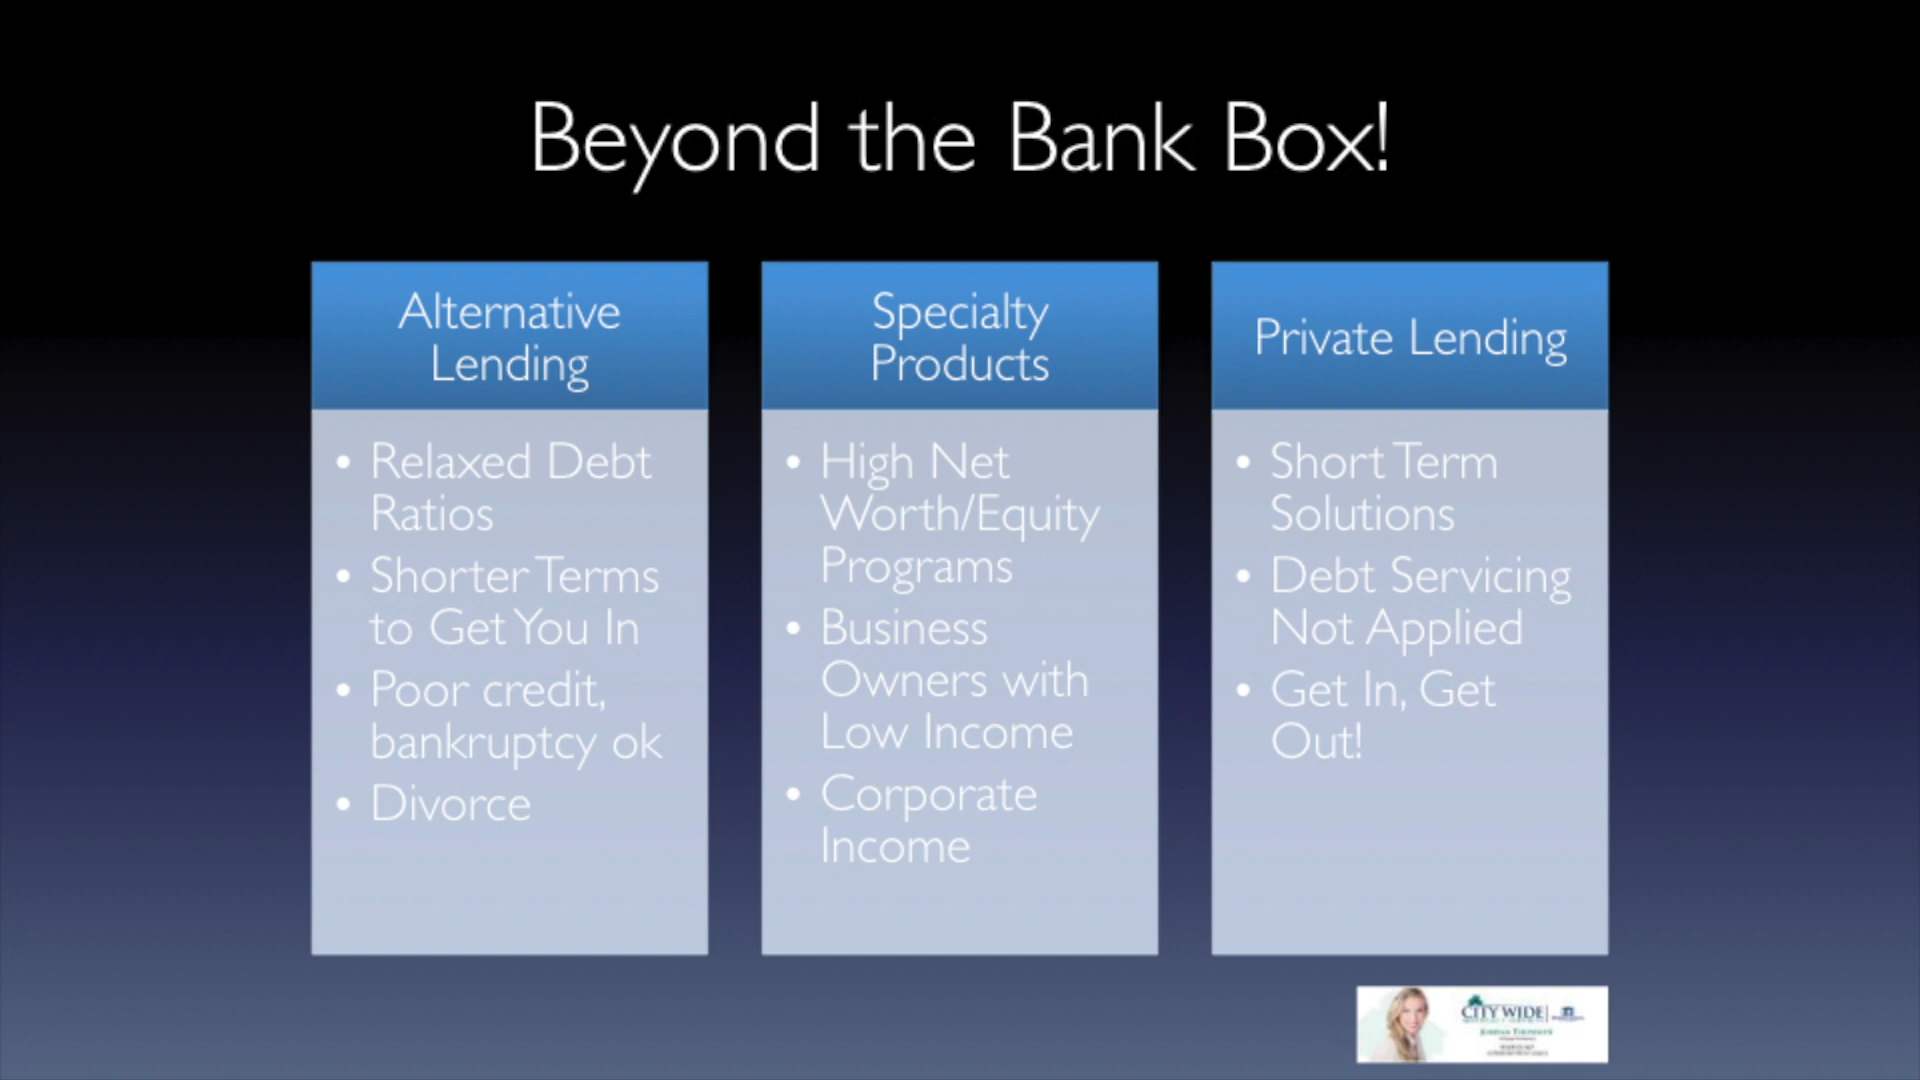 Beyond the Bank Box!
Alternative
Lending
• Relaxed Debt
Ratios
• Shorter Terms
to Get You In
• Poor credit,
bankruptcy ok
• Divorce
Specialty
Products
• High Net
Worth/Equity
Programs
• Business
Owners with
Low Income
• Corporate
Income
Private Lending
• Short Term
Solutions
• Debt Servicing
Not Applied
• Get In, Get
Out!
CITY WIDE